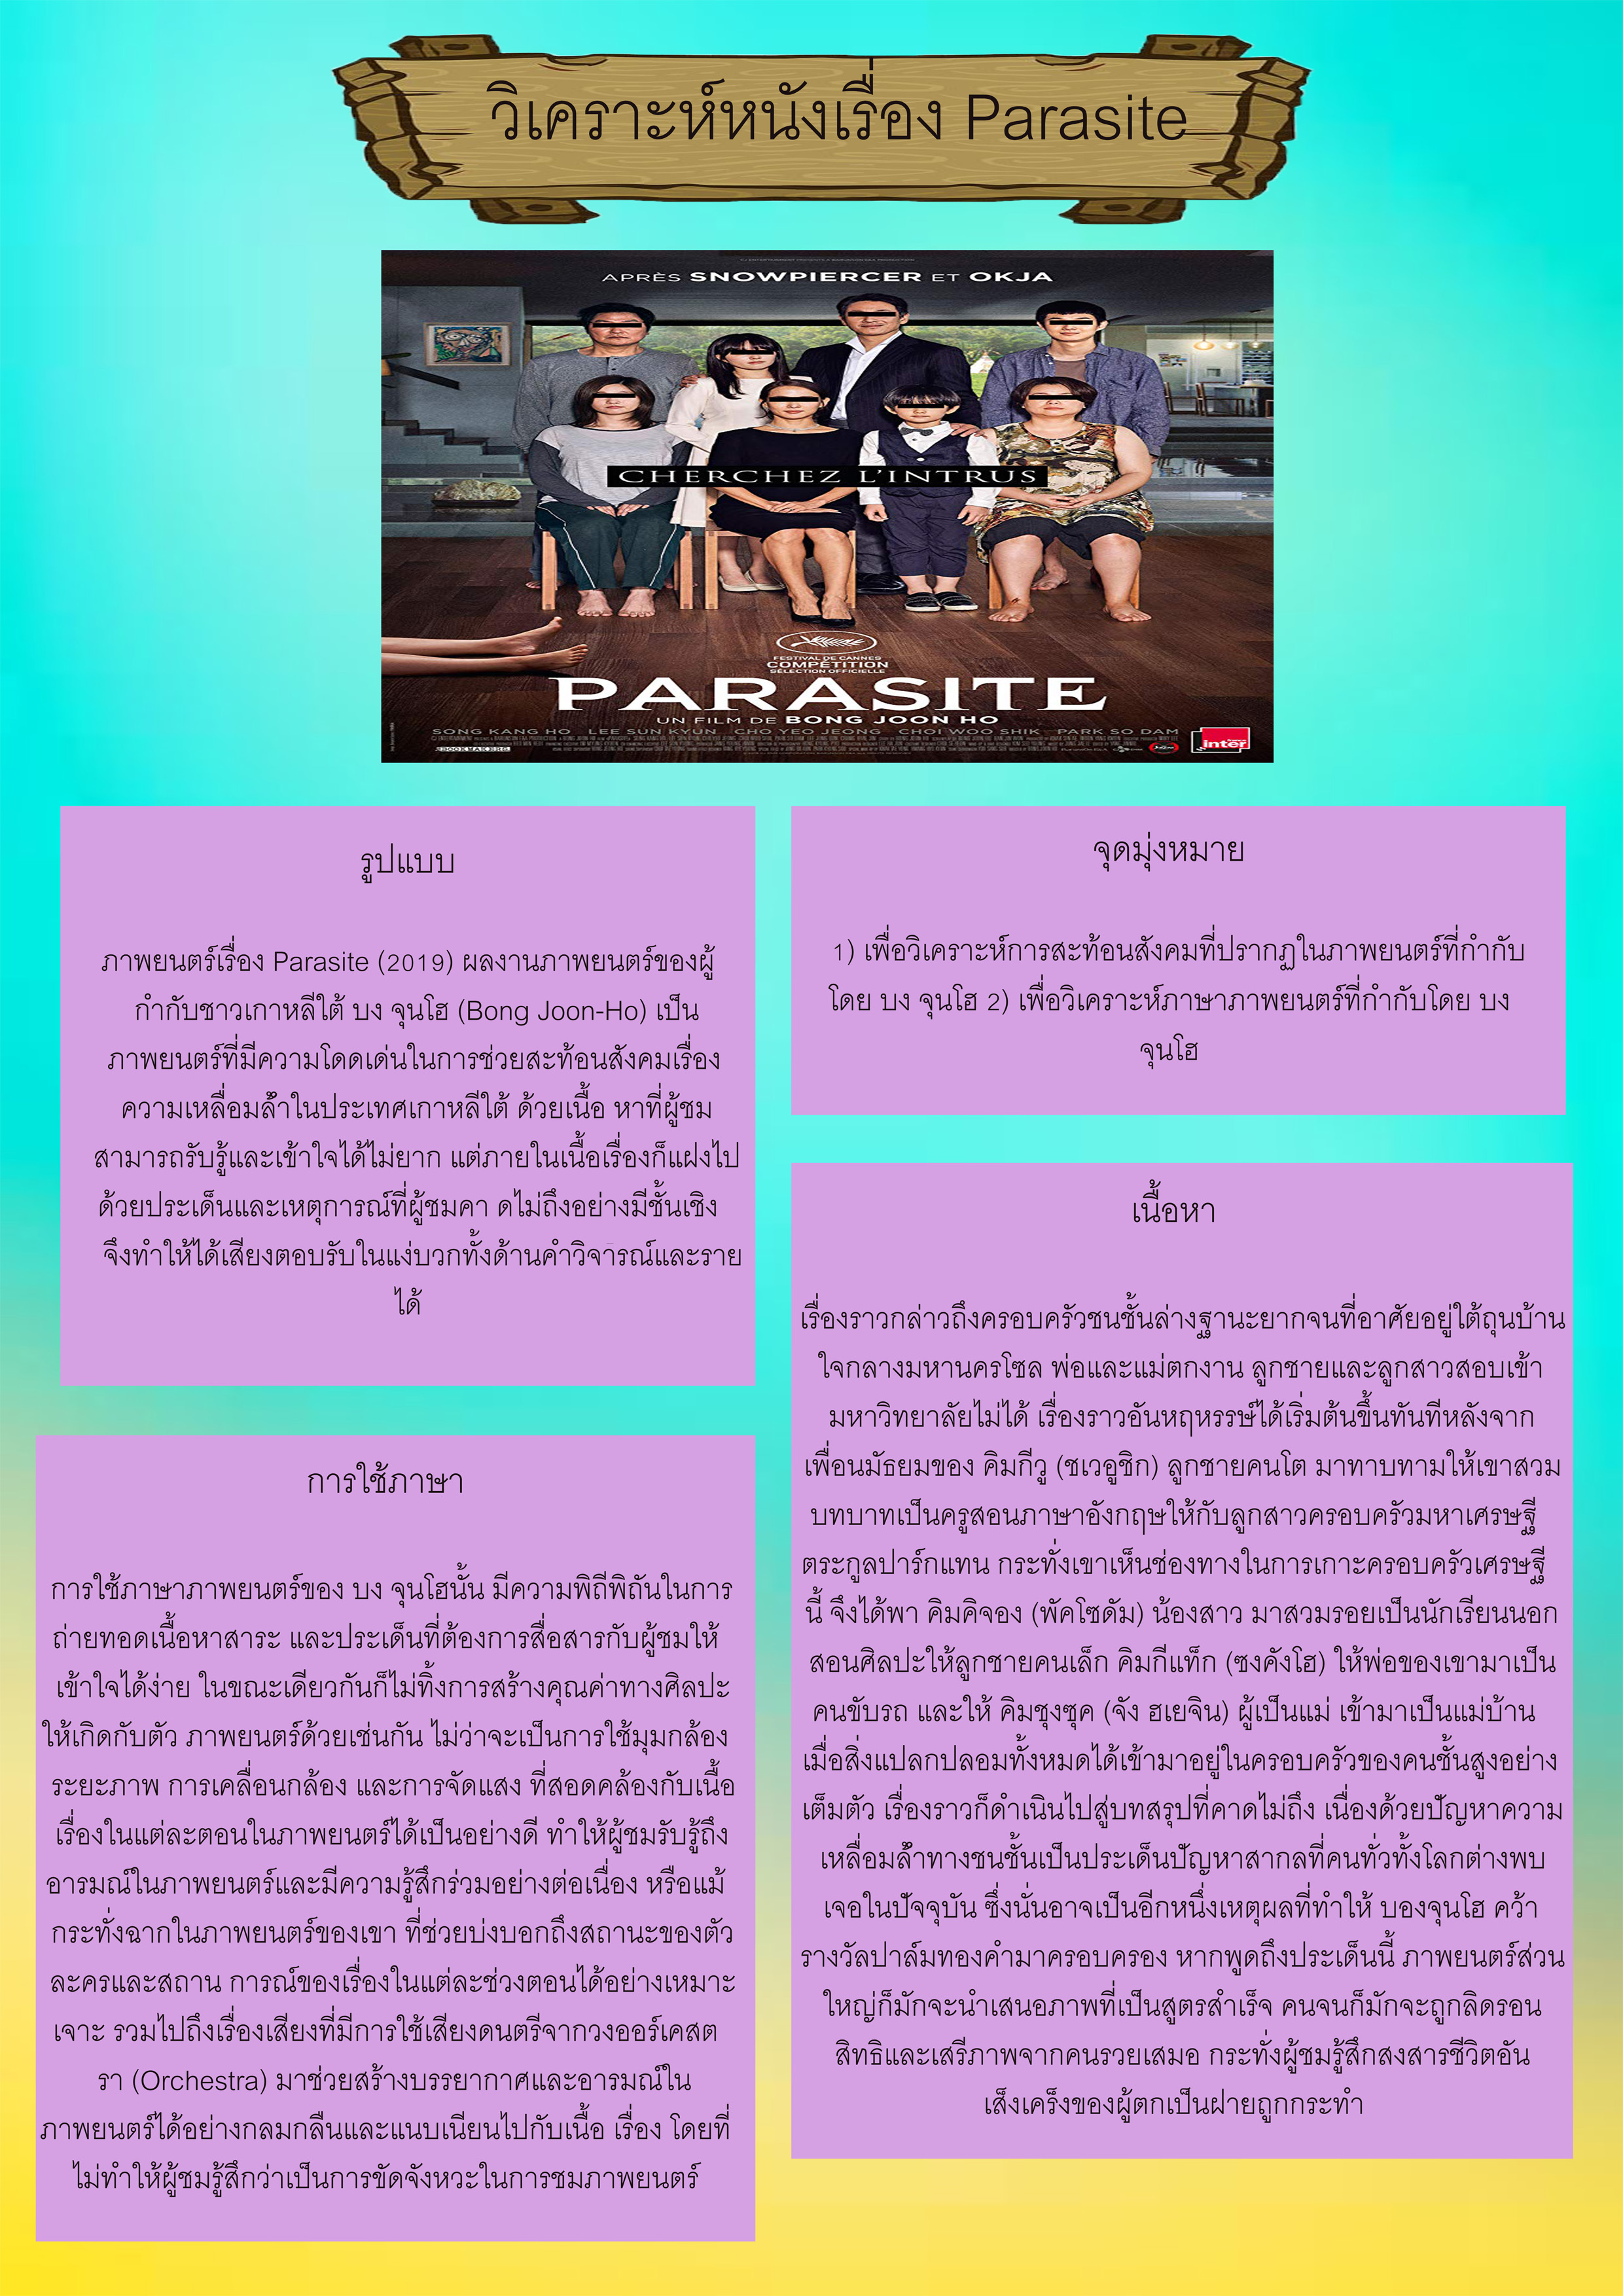 วิเคราะห์หนังเรื่อง Parasite
APRÈS SNOWPIERCER ET OKJA
CHERCHEZ L'INTRUS
FESTIVAL DE CANNES
COMPÉTITION
SÉLECTION OFFICIELLE
PARASITE
UN FILM DE BONG JOON HO
SONG KANG HO LEE SUN KYUN CHO YEO JEONG CHOI WOO SHIK PARK SO DAM
inter
รูปแบบ
ภาพยนตร์เรื่อง Parasite (2019) ผลงานภาพยนตร์ของผู้
กำกับชาวเกาหลีใต้ บง จุนโฮ (Bong Joon-Ho) เป็น
ภาพยนตร์ที่มีความโดดเด่นในการช่วยสะท้อนสังคมเรื่อง
ความเหลื่อมล้ำในประเทศเกาหลีใต้ ด้วยเนื้อ หาที่ผู้ชม
สามารถรับรู้และเข้าใจได้ไม่ยาก แต่ภายในเนื้อเรื่องก็แฝงไป
ด้วยประเด็นและเหตุการณ์ที่ผู้ชมคา ดไม่ถึงอย่างมีชั้นเชิง
จึงทำให้ได้เสียงตอบรับในแง่บวกทั้งด้านคำวิจารณ์และราย
ได้
จุดมุ่งหมาย
1) เพื่อวิเคราะห์การสะท้อนสังคมที่ปรากฏในภาพยนตร์ที่กำกับ
โดย บง จุนโฮ 2) เพื่อวิเคราะห์ภาษาภาพยนตร์ที่กำกับโดย บง
จุนโฮ
การใช้ภาษา
การใช้ภาษาภาพยนตร์ของ บง จุนโฮนั้น มีความพิถีพิถันในการ
ถ่ายทอดเนื้อหาสาระ และประเด็นที่ต้องการสื่อสารกับผู้ชมให้
เข้าใจได้ง่าย ในขณะเดียวกันก็ไม่ทิ้งการสร้างคุณค่าทางศิลปะ
ให้เกิดกับตัว ภาพยนตร์ด้วยเช่นกัน ไม่ว่าจะเป็นการใช้มุมกล้อง
ระยะภาพ การเคลื่อนกล้อง และการจัดแสง ที่สอดคล้องกับเนื้อ
เรื่องในแต่ละตอนในภาพยนตร์ได้เป็นอย่างดี ทำให้ผู้ชมรับรู้ถึง
อารมณ์ในภาพยนตร์และมีความรู้สึกร่วมอย่างต่อเนื่อง หรือแม้
กระทั่งฉากในภาพยนตร์ของเขา ที่ช่วยบ่งบอกถึงสถานะของตัว
ละครและสถาน การณ์ของเรื่องในแต่ละช่วงตอนได้อย่างเหมาะ
เจาะ รวมไปถึงเรื่องเสียงที่มีการใช้เสียงดนตรีจากวงออร์เคสต
รา (Orchestra) มาช่วยสร้างบรรยากาศและอารมณ์ใน
ภาพยนตร์ได้อย่างกลมกลืนและแนบเนียนไปกับเนื้อ เรื่อง โดยที่
ไม่ทำให้ผู้ชมรู้สึกว่าเป็นการขัดจังหวะในการชมภาพยนตร์
เนื้อหา
เรื่องราวกล่าวถึงครอบครัวชนชั้นล่างฐานะยากจนที่อาศัยอยู่ใต้ถุนบ้าน
ใจกลางมหานครโซล พ่อและแม่ตกงาน ลูกชายและลูกสาวสอบเข้า
มหาวิทยาลัยไม่ได้ เรื่องราวอันหฤหรรษ์ได้เริ่มต้นขึ้นทันทีหลังจาก
เพื่อนมัธยมของ คิมกีวู (ชเวอูชิก) ลูกชายคนโต มาทาบทามให้เขาสวม
บทบาทเป็นครูสอนภาษาอังกฤษให้กับลูกสาวครอบครัวมหาเศรษฐี
ตระกูลปาร์กแทน กระทั่งเขาเห็นช่องทางในการเกาะครอบครัวเศรษฐี
นี้ จึงได้พา คิมคิจอง (พัคโซดัม) น้องสาว มาสวมรอยเป็นนักเรียนนอก
สอนศิลปะให้ลูกชายคนเล็ก คิมกีแท็ก (ซงคังโฮ) ให้พ่อของเขามาเป็น
คนขับรถ และให้ คิมชุงซุค (จัง ฮเยจิน) ผู้เป็นแม่ เข้ามาเป็นแม่บ้าน
เมื่อสิ่งแปลกปลอมทั้งหมดได้เข้ามาอยู่ในครอบครัวของคนชั้นสูงอย่าง
เต็มตัว เรื่องราวก็ดำเนินไปสู่บทสรุปที่คาดไม่ถึง เนื่องด้วยปัญหาความ
เหลื่อมล้ำทางชนชั้นเป็นประเด็นปัญหาสากลที่คนทั่วทั้งโลกต่างพบ
เจอในปัจจุบัน ซึ่งนั่นอาจเป็นอีกหนึ่งเหตุผลที่ทำให้ บองจุนโฮ คว้า
รางวัลปาล์มทองคำมาครอบครอง หากพูดถึงประเด็นนี้ ภาพยนตร์ส่วน
ใหญ่ก็มักจะนำเสนอภาพที่เป็นสูตรสำเร็จ คนจนก็มักจะถูกลิดรอน
สิทธิและเสรีภาพจากคนรวยเสมอ กระทั่งผู้ชมรู้สึกสงสารชีวิตอัน
เส็งเคร็งของผู้ตกเป็นฝ่ายถูกกระทำ